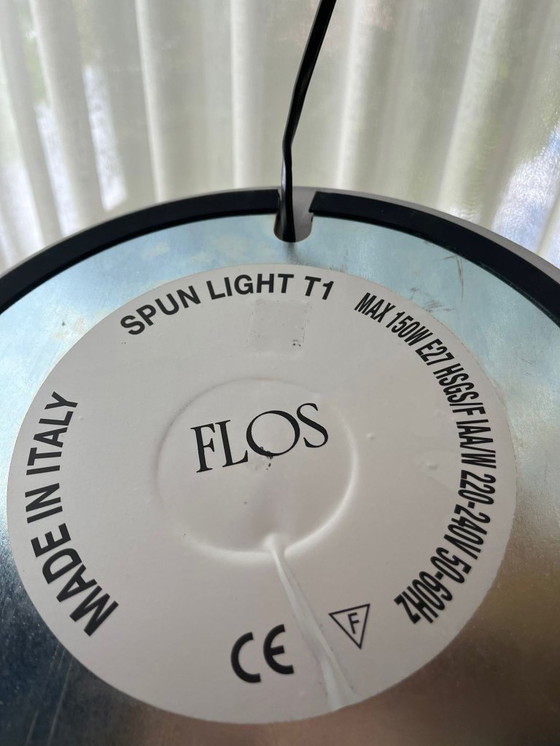 SPUN LIGHT T1
MAX 150W E27 HSGS/F IAA/W 220-240V 50-60HZ
FLOS
MADE IN ITALY
CE
F